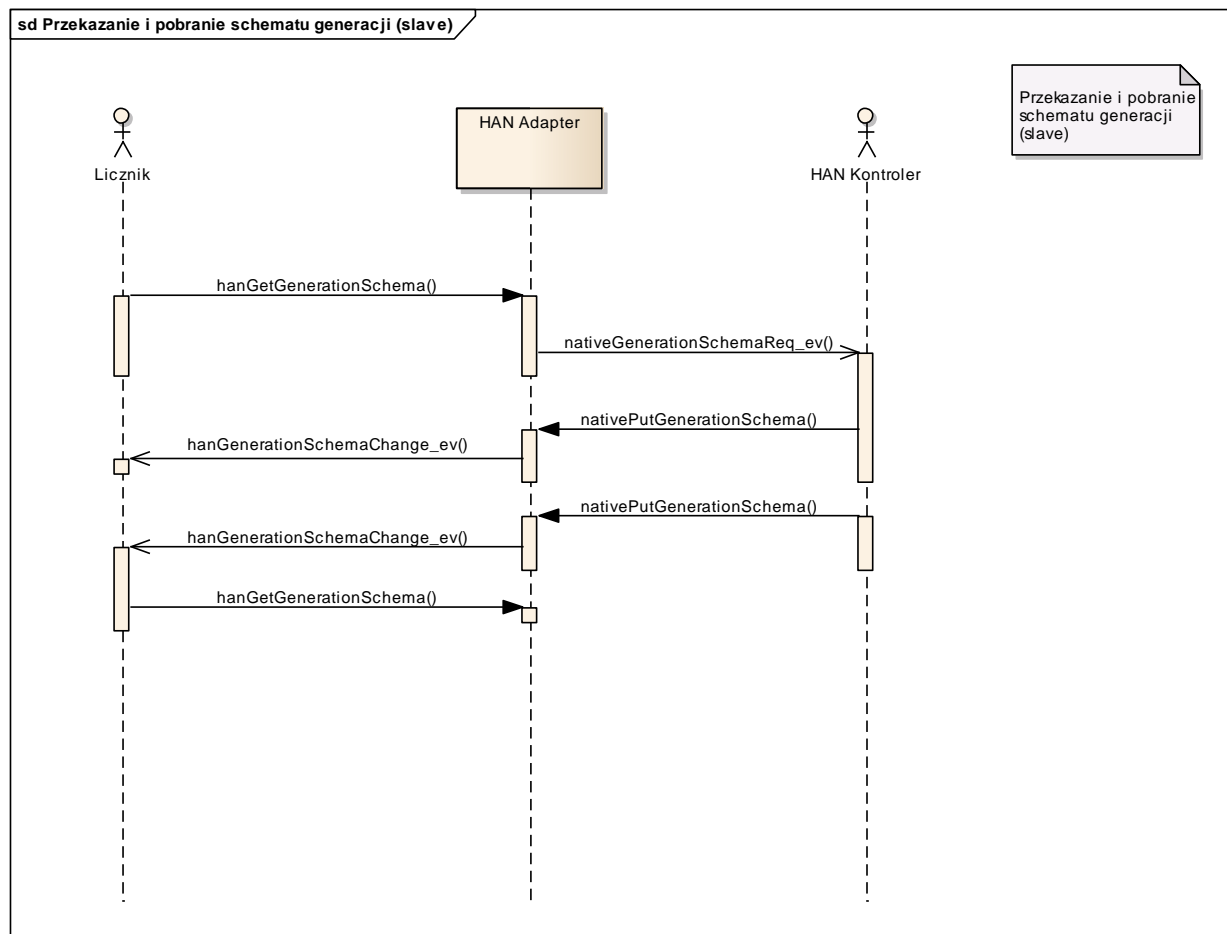 sd Przekazanie i pobranie schematu generacji (slave)
Przekazanie i pobranie
schematu generacji
(slave)
HAN Adapter
Licznik
HAN Kontroler
hanGetGenerationSchema()
nativeGenerationSchemaReq_ev()
nativePutGenerationSchema()
hanGenerationSchemaChange_ev()
nativePutGenerationSchema()
hanGenerationSchemaChange_ev()
hanGetGenerationSchema()